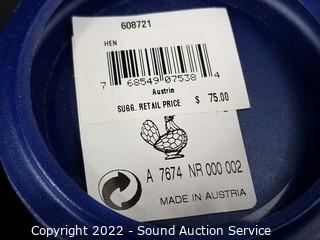 608721
HEN
7 68549 07538 4
Austria
SUGG. RETAIL PRICE $ 75.00
A 7674 NR 000 002
MADE IN AUSTRIA
Copyright 2022 - Sound Auction Service